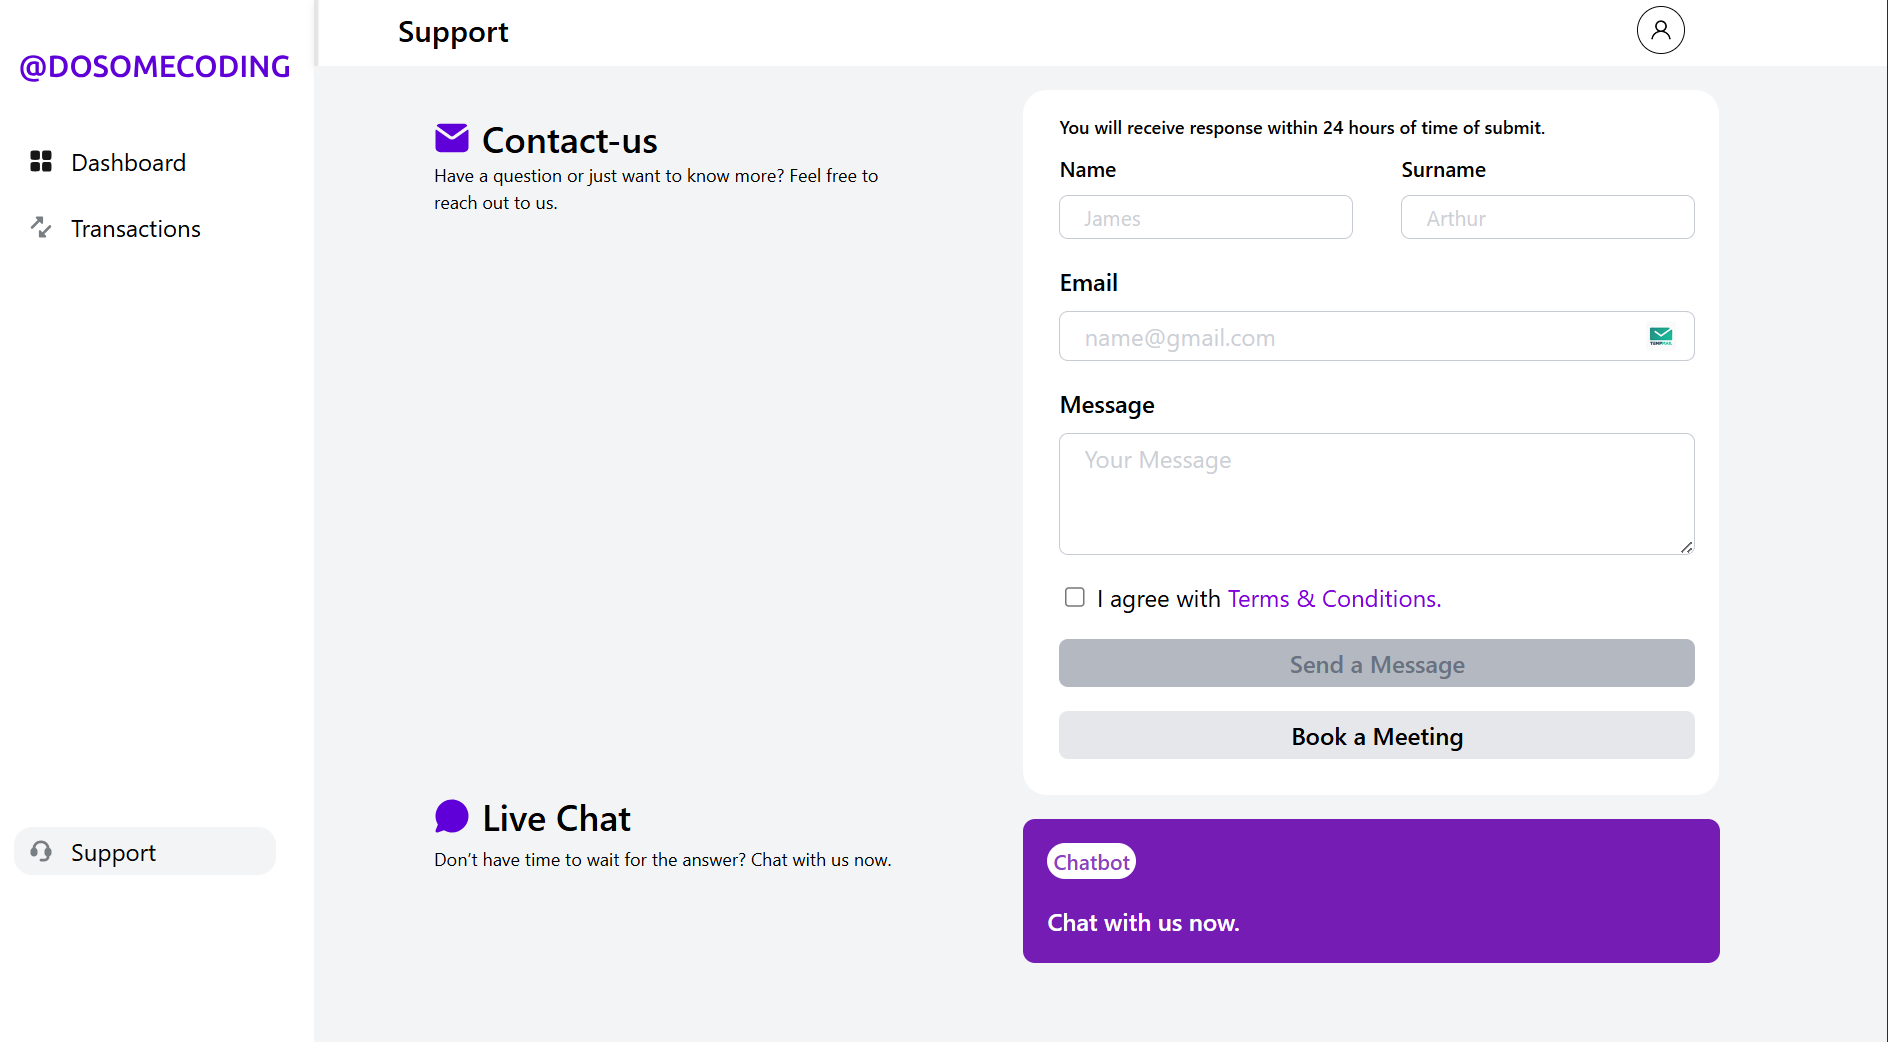 @DOSOMECODING
Dashboard
Transactions
Support
Support
Contact-us
Have a question or just want to know more? Feel free to
reach out to us.
You will receive response within 24 hours of time of submit.
Name
Surname
James
Arthur
Email
name@gmail.com
TEMPMAIL
Message
Your Message
I agree with Terms & Conditions.
Send a Message
Book a Meeting
Live Chat
Don’t have time to wait for the answer? Chat with us now.
Chatbot
Chat with us now.